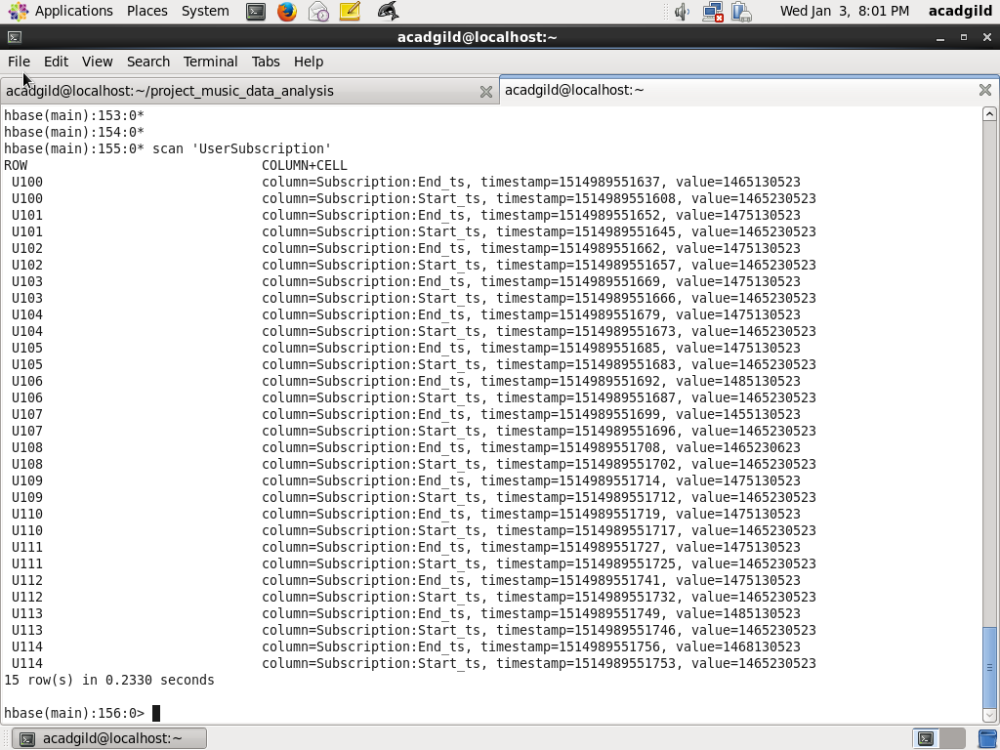 Applications Places System Wed Jan 3, 8:01 PM acadgild
acadgild@localhost:~
File Edit View Search Terminal Tabs Help
acadgild@localhost:~/project_music_data_analysis acadgild@localhost:~
hbase(main):153:0*
hbase(main):154:0*
hbase(main):155:0* scan 'UserSubscription'
ROW COLUMN+CELL
U100 column=Subscription:End_ts, timestamp=1514989551637, value=1465130523
U100 column=Subscription:Start_ts, timestamp=1514989551608, value=1465230523
U101 column=Subscription:End_ts, timestamp=1514989551652, value=1475130523
U101 column=Subscription:Start_ts, timestamp=1514989551645, value=1465230523
U102 column=Subscription:End_ts, timestamp=1514989551662, value=1475130523
U102 column=Subscription:Start_ts, timestamp=1514989551657, value=1465230523
U103 column=Subscription:End_ts, timestamp=1514989551669, value=1475130523
U103 column=Subscription:Start_ts, timestamp=1514989551666, value=1465230523
U104 column=Subscription:End_ts, timestamp=1514989551679, value=1475130523
U104 column=Subscription:Start_ts, timestamp=1514989551673, value=1465230523
U105 column=Subscription:End_ts, timestamp=1514989551685, value=1475130523
U105 column=Subscription:Start_ts, timestamp=1514989551683, value=1465230523
U106 column=Subscription:End_ts, timestamp=1514989551692, value=1485130523
U106 column=Subscription:Start_ts, timestamp=1514989551687, value=1465230523
U107 column=Subscription:End_ts, timestamp=1514989551699, value=1455130523
U107 column=Subscription:Start_ts, timestamp=1514989551696, value=1465230523
U108 column=Subscription:End_ts, timestamp=1514989551708, value=1465230623
U108 column=Subscription:Start_ts, timestamp=1514989551702, value=1465230523
U109 column=Subscription:End_ts, timestamp=1514989551714, value=1475130523
U109 column=Subscription:Start_ts, timestamp=1514989551712, value=1465230523
U110 column=Subscription:End_ts, timestamp=1514989551719, value=1475130523
U110 column=Subscription:Start_ts, timestamp=1514989551717, value=1465230523
U111 column=Subscription:End_ts, timestamp=1514989551727, value=1475130523
U111 column=Subscription:Start_ts, timestamp=1514989551725, value=1465230523
U112 column=Subscription:End_ts, timestamp=1514989551741, value=1475130523
U112 column=Subscription:Start_ts, timestamp=1514989551732, value=1465230523
U113 column=Subscription:End_ts, timestamp=1514989551749, value=1485130523
U113 column=Subscription:Start_ts, timestamp=1514989551746, value=1465230523
U114 column=Subscription:End_ts, timestamp=1514989551756, value=1468130523
U114 column=Subscription:Start_ts, timestamp=1514989551753, value=1465230523
15 row(s) in 0.2330 seconds
hbase(main):156:0>
acadgild@localhost:~